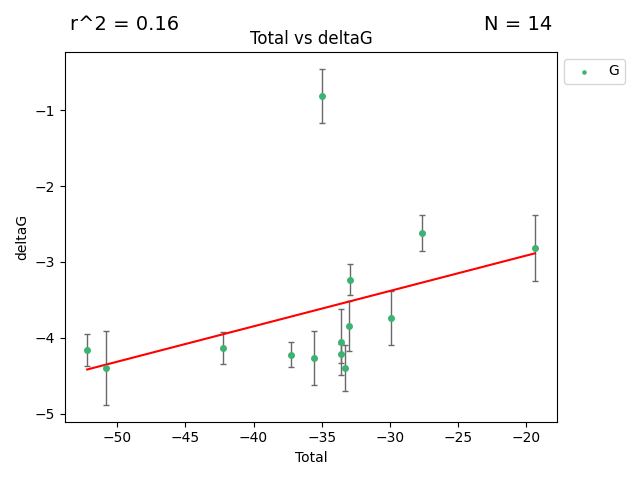 r^2 = 0.16
N = 14
Total vs deltaG
G
deltaG
−1
−2
−3
−4
−5
−50
−45
−40
−35
−30
−25
−20
Total